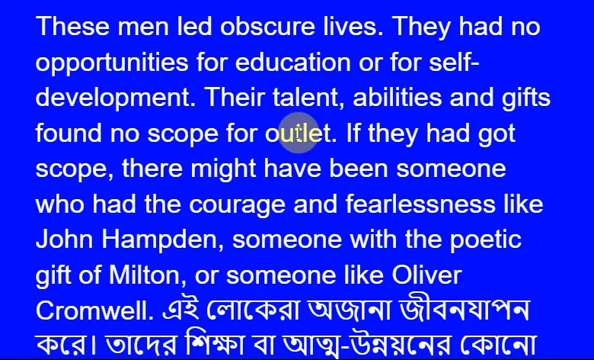 These men led obscure lives. They had no
opportunities for education or for self-
development. Their talent, abilities and gifts
found no scope for outlet. If they had got
scope, there might have been someone
who had the courage and fearlessness like
John Hampden, someone with the poetic
gift of Milton, or someone like Oliver
Cromwell. এই লোকেরা অজানা জীবনযাপন
করে। তাদের শিক্ষা বা আত্ম-উন্নয়নের কোনো